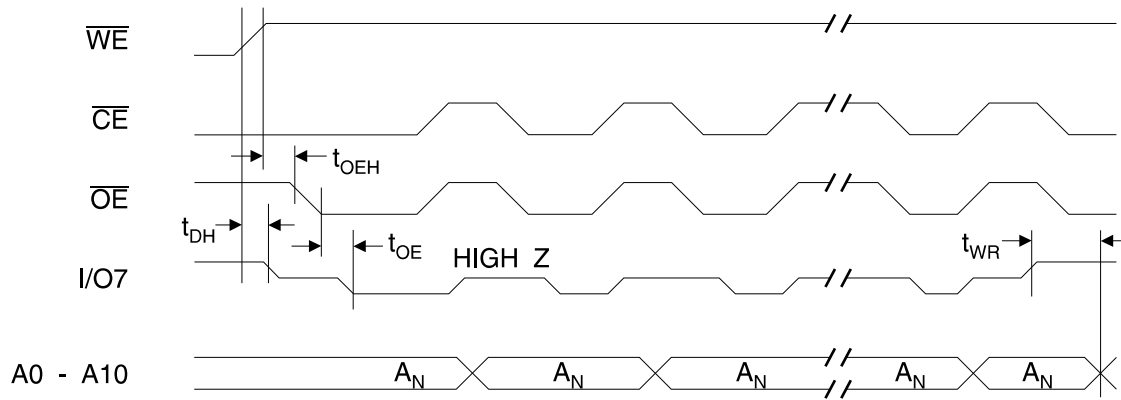 WE
CE
tOEH
OE
tDH
tOE
tWR
HIGH Z
I/O7
A0 - A10 AN AN AN AN AN